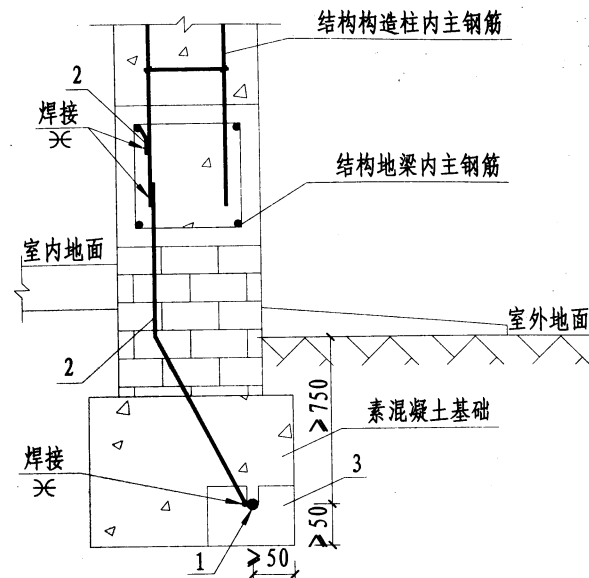 结构构造柱内主钢筋
2
焊接
结构地梁内主钢筋
室内地面
室外地面
2
≥750
素混凝土基础
焊接
3
≥50
1
≥50